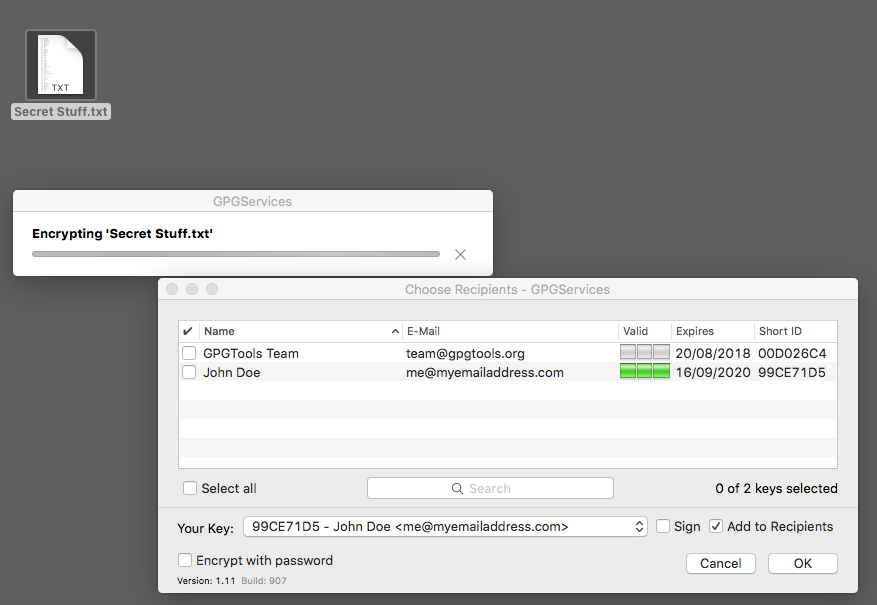 TXT
Secret Stuff.txt
GPGServices
Encrypting 'Secret Stuff.txt'
Choose Recipients - GPGServices
✔ Name E-Mail Valid Expires Short ID
GPGTools Team team@gpgtools.org 20/08/2018 00D026C4
John Doe me@myemailaddress.com 16/09/2020 99CE71D5
Select all Search 0 of 2 keys selected
Your Key: 99CE71D5 - John Doe <me@myemailaddress.com> Sign Add to Recipients
Encrypt with password Cancel OK
Version: 1.11 Build: 907